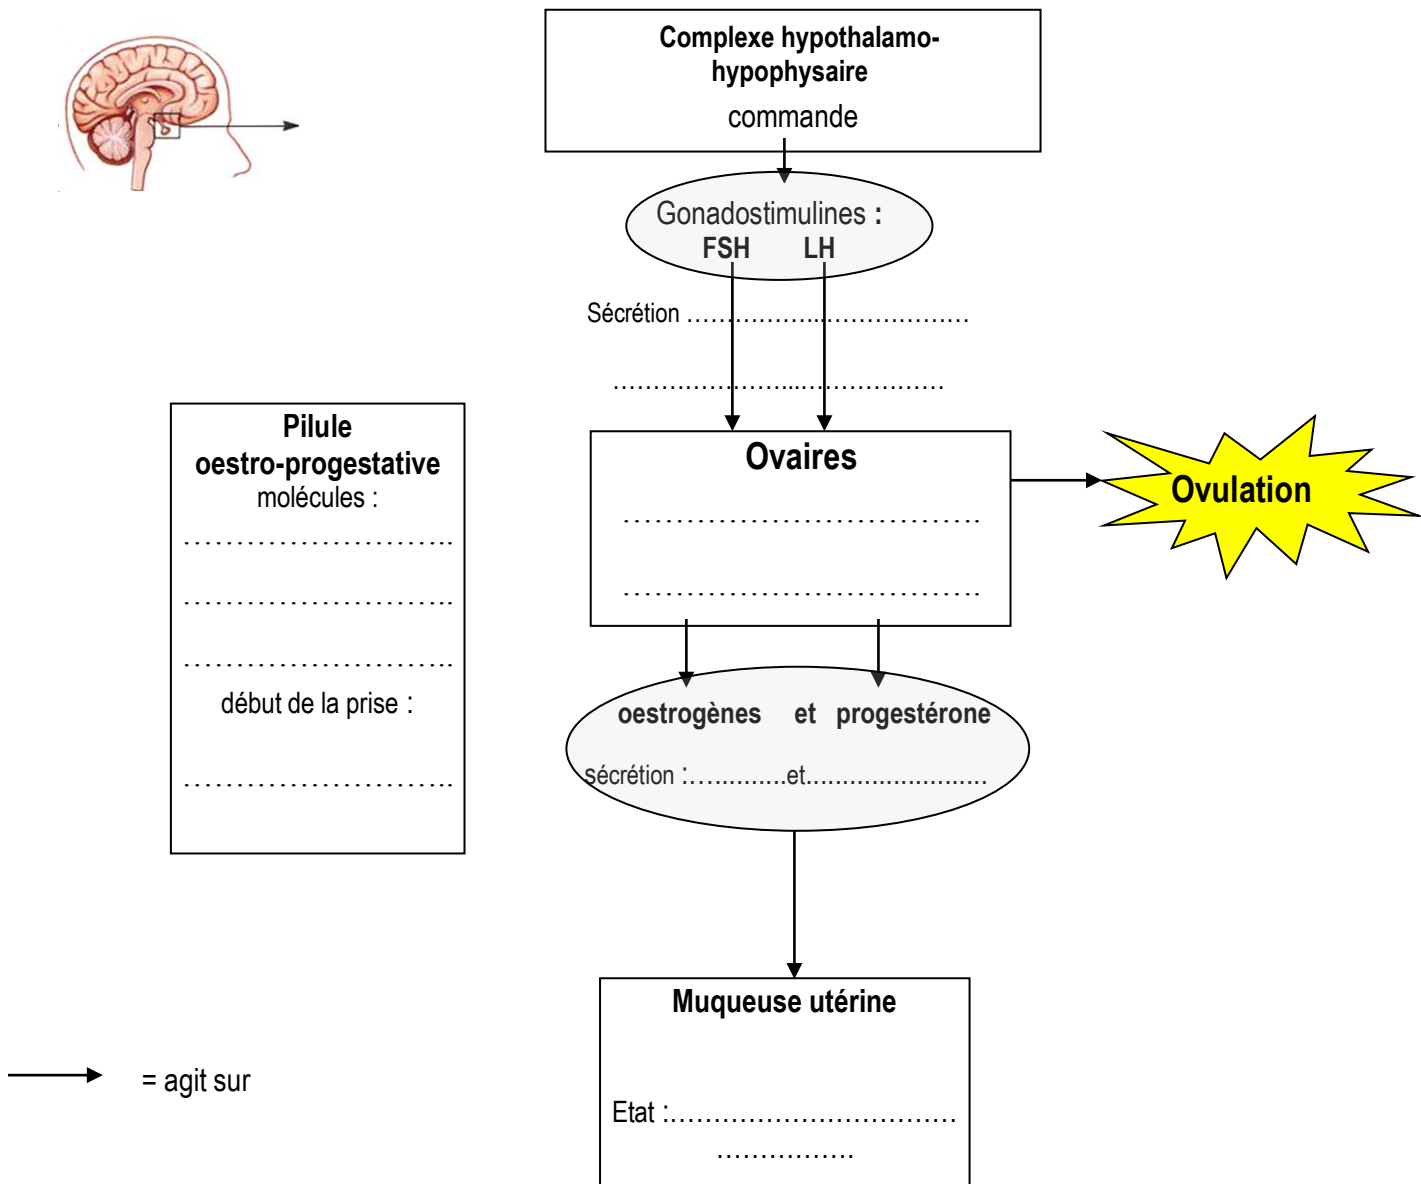 Complexe hypothalamo-
hypophysaire
commande
Gonadostimulines :
FSH LH
Sécrétion ……………...…………………
…………………...………………
Pilule
oestro-progestative
molécules :
……………………..
……………………..
……………………..
début de la prise :
……………………..
Ovaires
…………………………….
…………………………….
Ovulation
oestrogènes et progestérone
sécrétion :…..........et..........................
Muqueuse utérine
Etat :……………………………
…………….
= agit sur